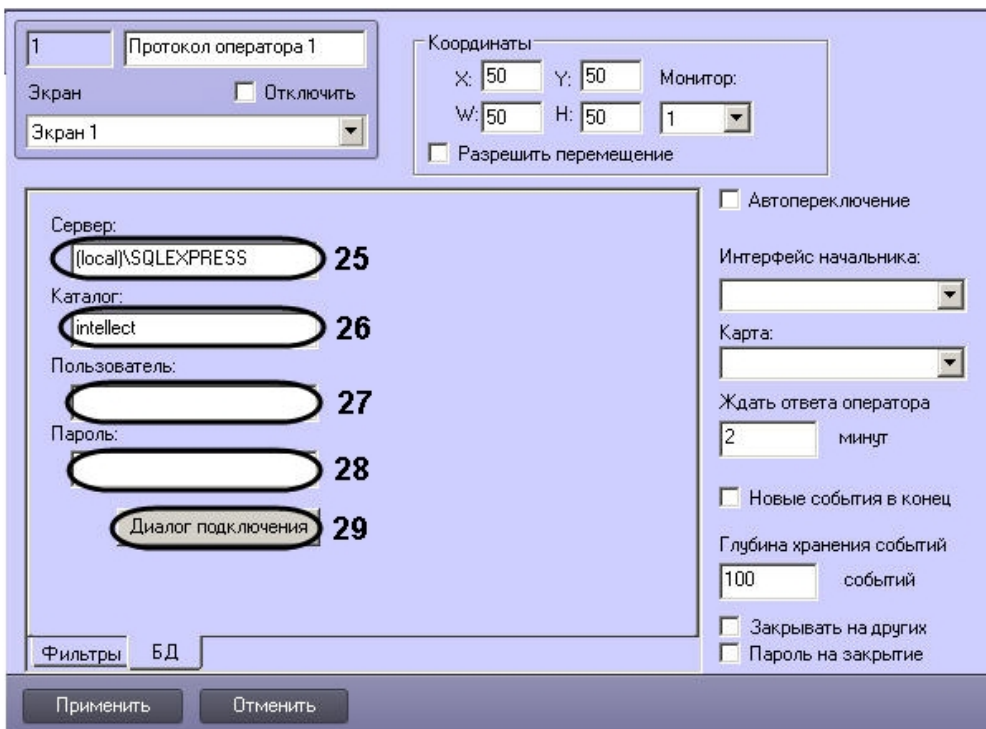 1
Протокол оператора 1
Экран
Отключить
Экран 1
Координаты
X: 50 Y: 50 Монитор:
W: 50 H: 50 1
Разрешить перемещение
Сервер:
(local)\SQLEXPRESS 25
Каталог:
intellect 26
Пользователь:
27
Пароль:
28
Диалог подключения 29
Фильтры БД
Автопереключение
Интерфейс начальника:
Карта:
Ждать ответа оператора
2 минут
Новые события в конец
Глубина хранения событий
100 событий
Закрывать на других
Пароль на закрытие
Применить Отменить